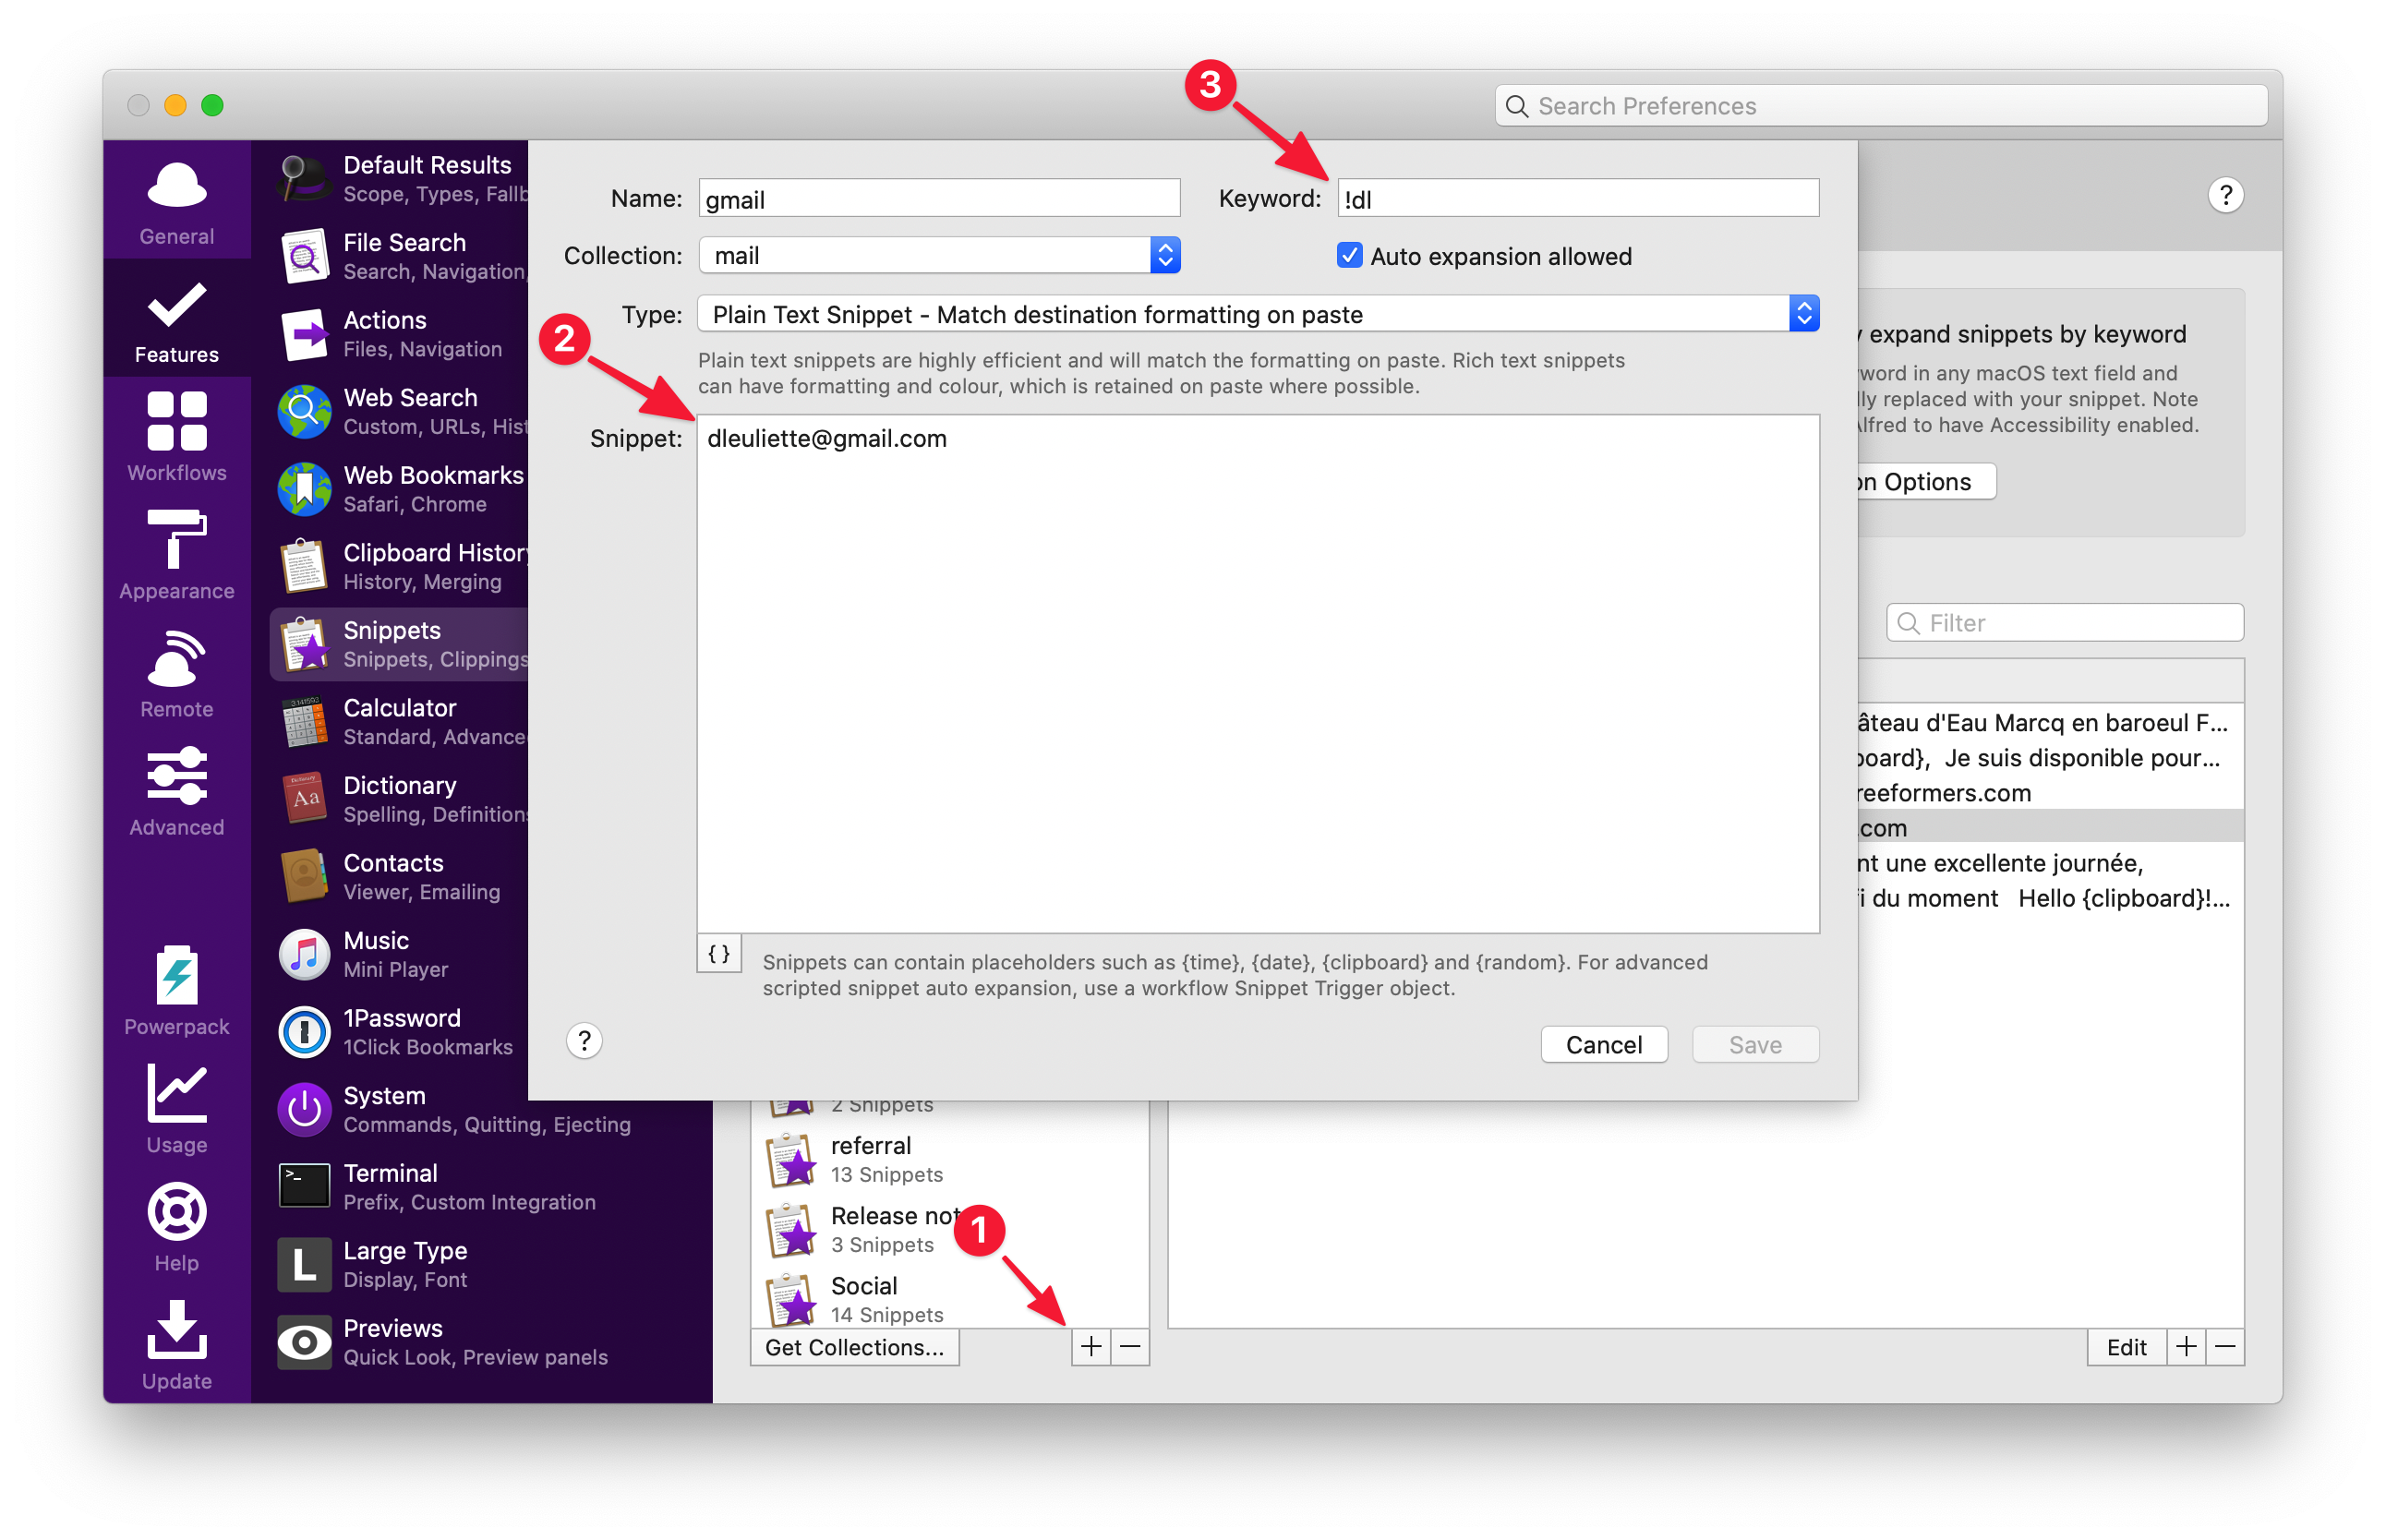 Search Preferences
General
Features
Workflows
Appearance
Remote
Advanced
Powerpack
Usage
Help
Update
Default Results
Scope, Types, Fallb
File Search
Search, Navigation,
Actions
Files, Navigation
Web Search
Custom, URLs, Hist
Web Bookmarks
Safari, Chrome
Clipboard History
History, Merging
Snippets
Snippets, Clippings
Calculator
Standard, Advanced
Dictionary
Spelling, Definitions
Contacts
Viewer, Emailing
Music
Mini Player
1Password
1Click Bookmarks
System
Commands, Quitting, Ejecting
Terminal
Prefix, Custom Integration
Large Type
Display, Font
Previews
Quick Look, Preview panels
3
Name: gmail
Keyword: !dl
Collection: mail
Auto expansion allowed
Type: Plain Text Snippet - Match destination formatting on paste
2
Plain text snippets are highly efficient and will match the formatting on paste. Rich text snippets
can have formatting and colour, which is retained on paste where possible.
Snippet: dleuliette@gmail.com
{} Snippets can contain placeholders such as {time}, {date}, {clipboard} and {random}. For advanced
scripted snippet auto expansion, use a workflow Snippet Trigger object.
?
Cancel
Save
?
y expand snippets by keyword
word in any macOS text field and
lly replaced with your snippet. Note
Alfred to have Accessibility enabled.
on Options
Filter
âteau d'Eau Marcq en baroeul F...
board}, Je suis disponible pour...
reeformers.com
.com
nt une excellente journée,
fi du moment Hello {clipboard}!...
2 Snippets
referral
13 Snippets
Release not
3 Snippets
1
Social
14 Snippets
Get Collections...
+ −
Edit + −